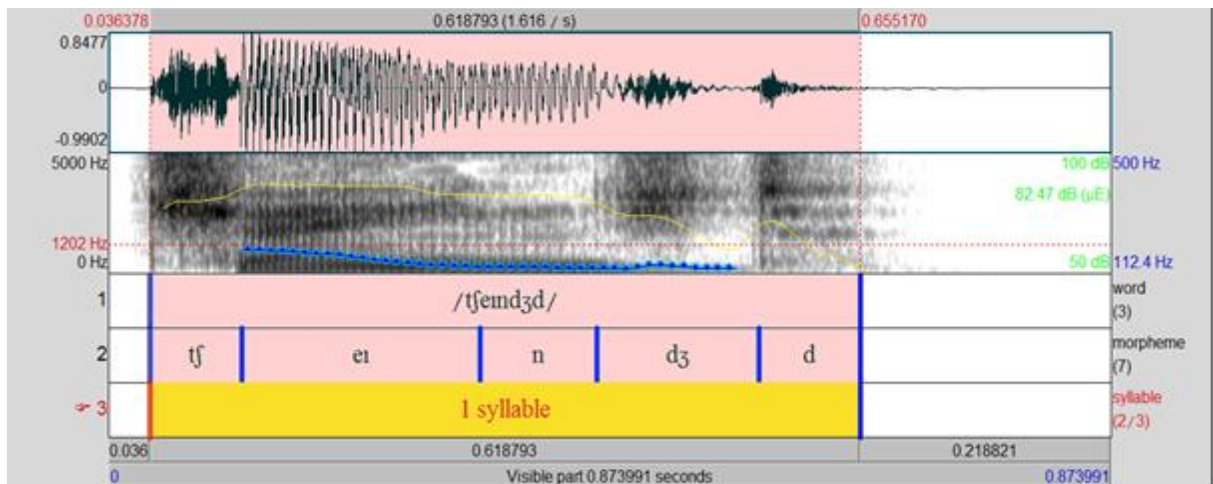 0.036378 0.618793 (1.616 / s) 0.655170
0.8477
0
-0.9902
5000 Hz 100 dB 500 Hz
82.47 dB (µE)
1202 Hz
0 Hz 50 dB 112.4 Hz
1 /tʃeɪndʒd/ word
(3)
2 tʃ eɪ n dʒ d morpheme
(7)
3 1 syllable syllable
(2/3)
0.036 0.618793 0.218821
0 Visible part 0.873991 seconds 0.873991